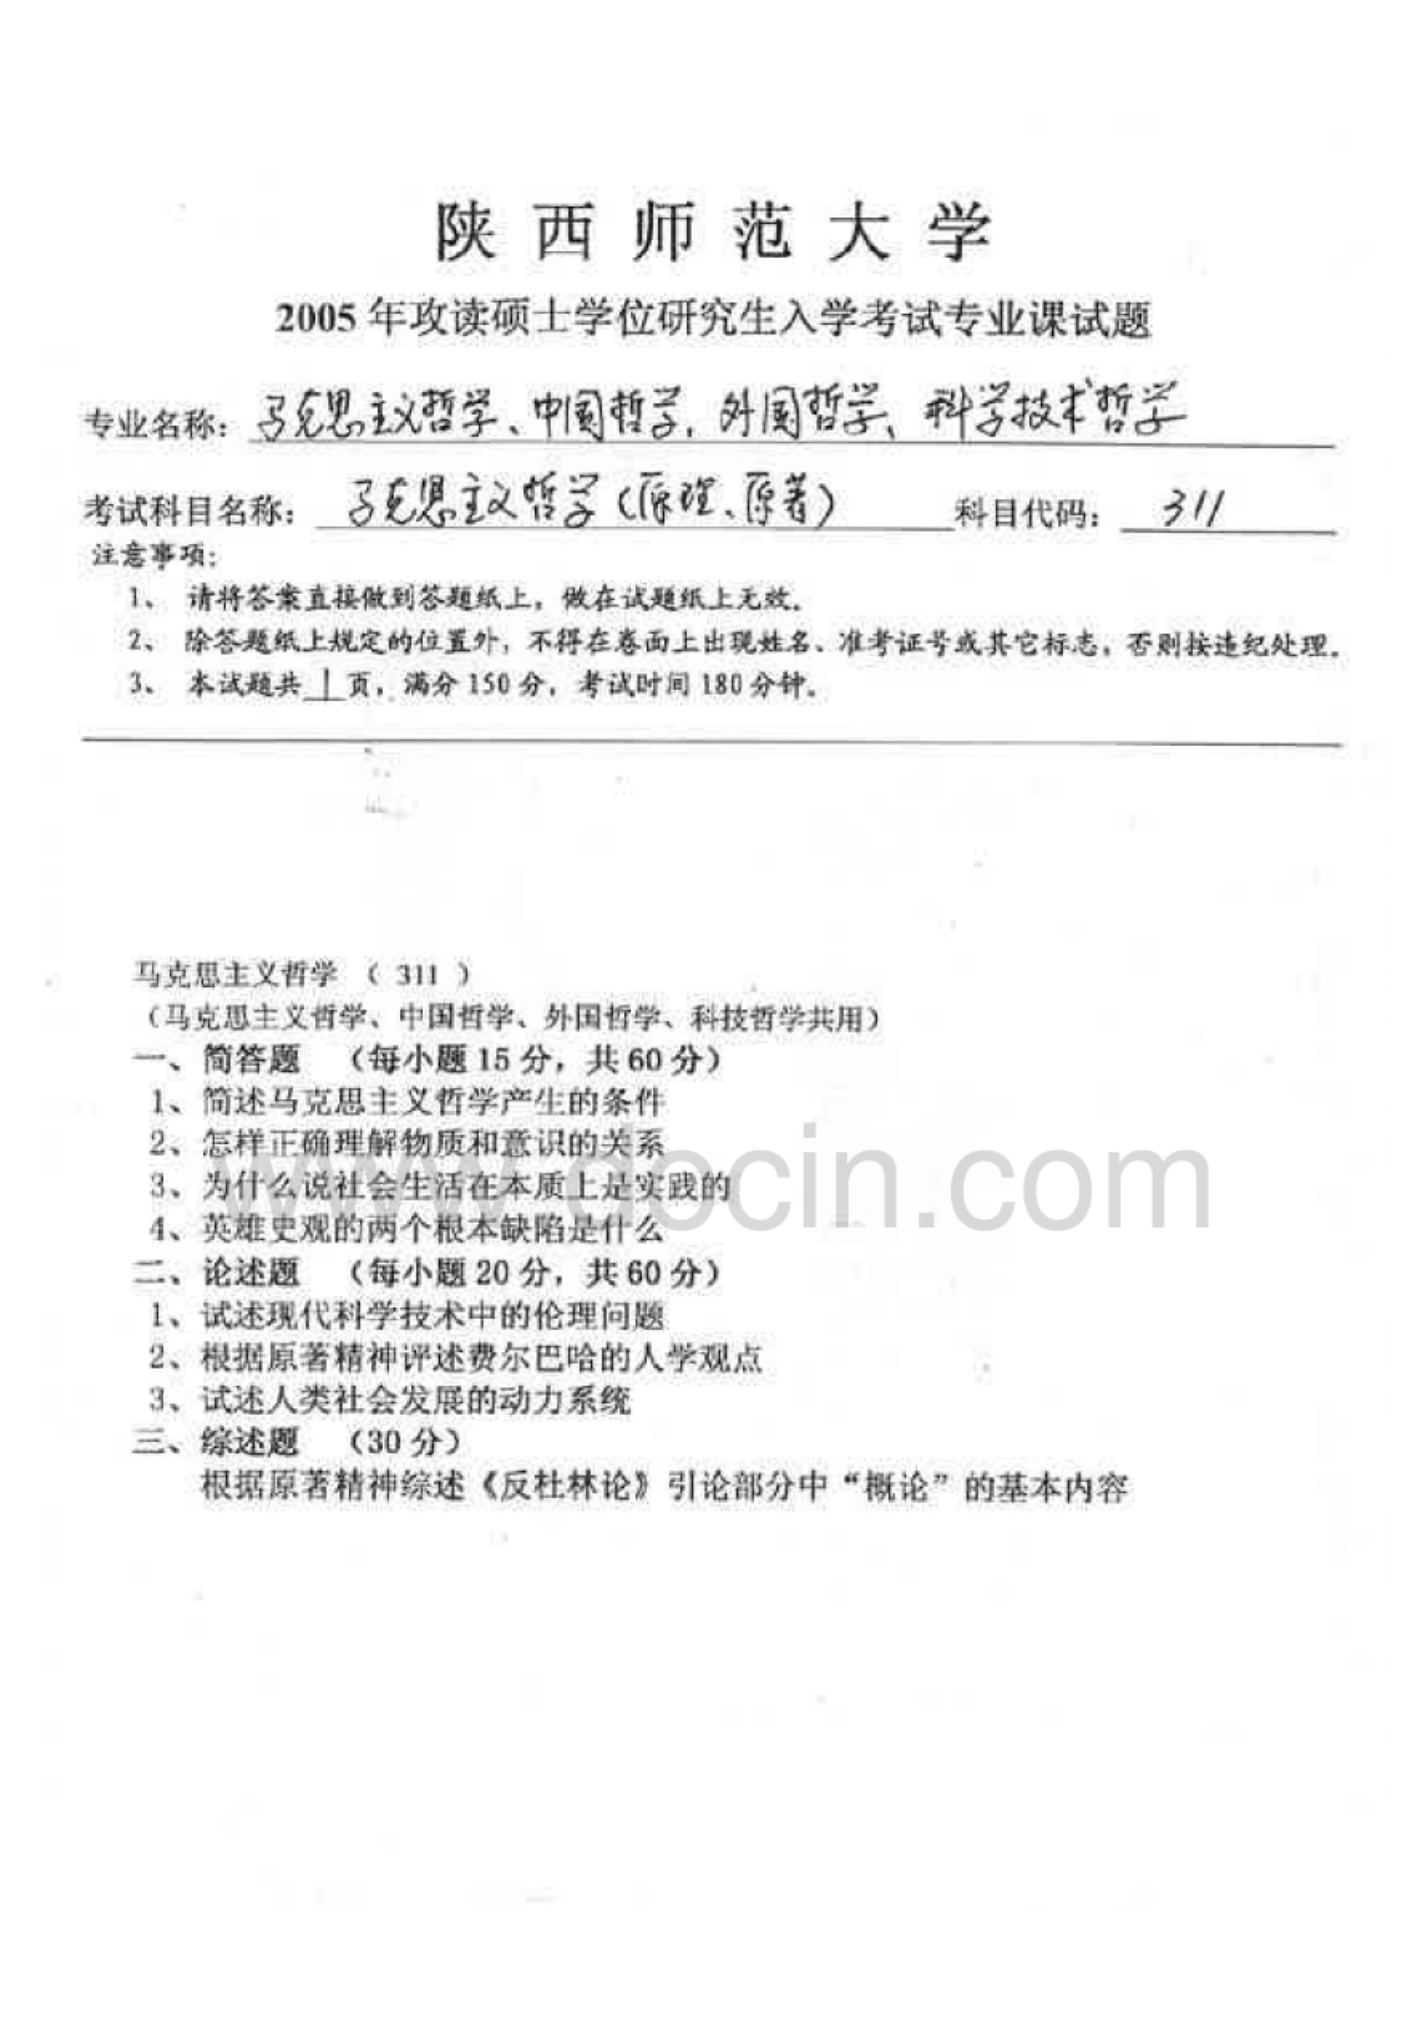 陕西师范大学
2005年攻读硕士学位研究生入学考试专业课试题
专业名称：马克思主义哲学、中国哲学、外国哲学、科学技术哲学
考试科目名称：马克思主义哲学（原理、原著） 科目代码：311
注意事项：
1、 请将答案直接做到答题纸上，做在试题纸上无效。
2、 除答题纸上规定的位置外，不得在卷面上出现姓名、准考证号或其它标志，否则按违纪处理。
3、 本试题共 1 页，满分150分，考试时间180分钟。
马克思主义哲学 （ 311 ）
（马克思主义哲学、中国哲学、外国哲学、科技哲学共用）
一、简答题 （每小题15分，共60分）
1、简述马克思主义哲学产生的条件
2、怎样正确理解物质和意识的关系
3、为什么说社会生活在本质上是实践的
www.docin.com
4、英雄史观的两个根本缺陷是什么
二、论述题 （每小题20分，共60分）
1、试述现代科学技术中的伦理问题
2、根据原著精神评述费尔巴哈的人学观点
3、试述人类社会发展的动力系统
三、综述题 （30分）
根据原著精神综述《反杜林论》引论部分中“概论”的基本内容